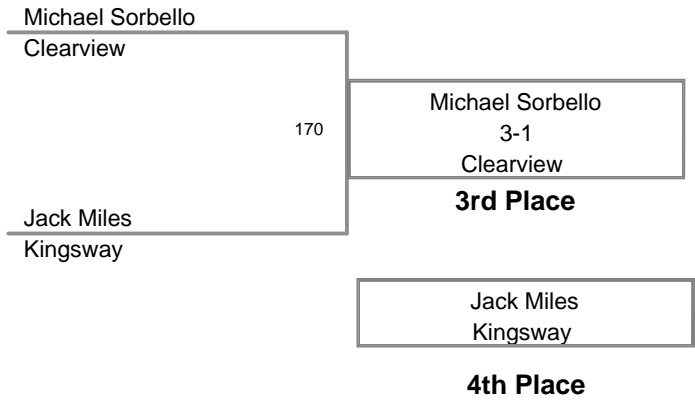 Michael Sorbello
Clearview
170
Michael Sorbello
3-1
Clearview
3rd Place
Jack Miles
Kingsway
Jack Miles
Kingsway
4th Place